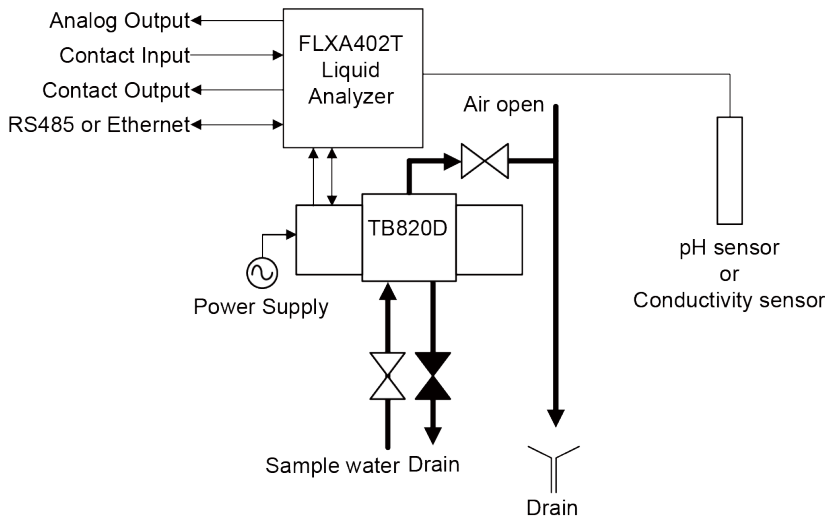 Analog Output
Contact Input
Contact Output
RS485 or Ethernet
FLXA402T
Liquid
Analyzer
Air open
TB820D
Power Supply
pH sensor
or
Conductivity sensor
Sample water
Drain
Drain